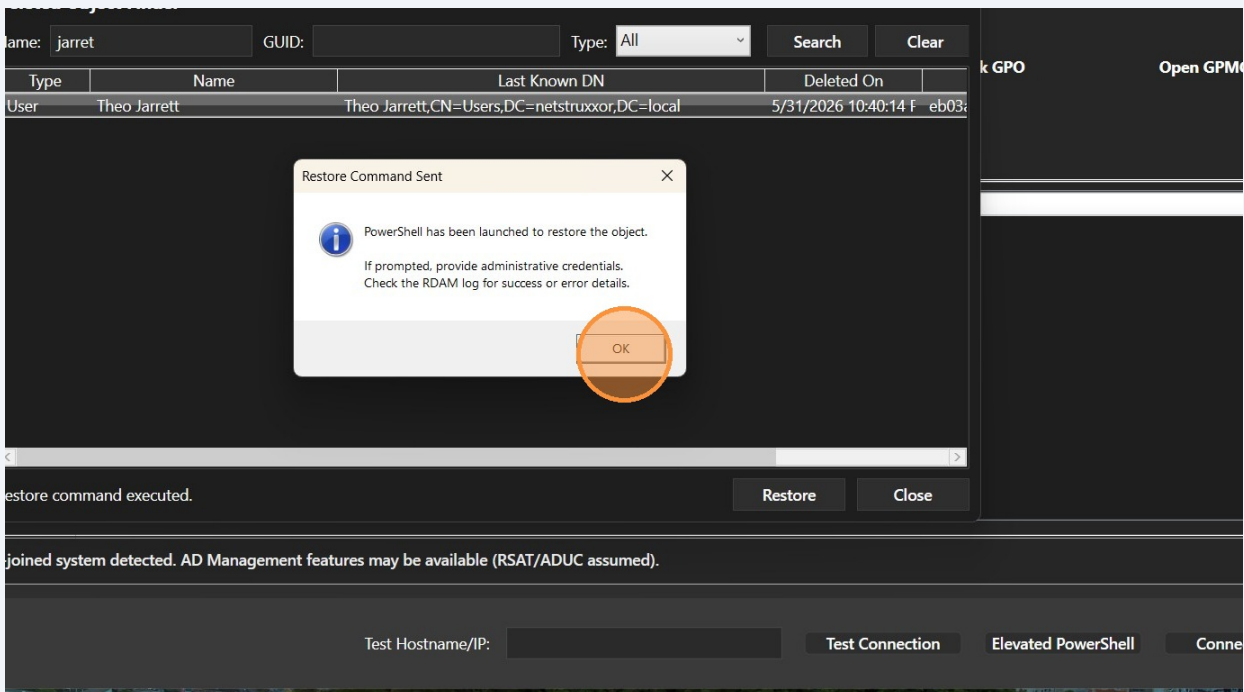 Name: jarret GUID: Type: All Search Clear
k GPO Open GPM
Type Name Last Known DN Deleted On
User Theo Jarrett Theo Jarrett,CN=Users,DC=netstruxxor,DC=local 5/31/2026 10:40:14 eb03
Restore Command Sent
PowerShell has been launched to restore the object.
If prompted, provide administrative credentials.
Check the RDAM log for success or error details.
OK
estore command executed. Restore Close
-joined system detected. AD Management features may be available (RSAT/ADUC assumed).
Test Hostname/IP: Test Connection Elevated PowerShell Conne